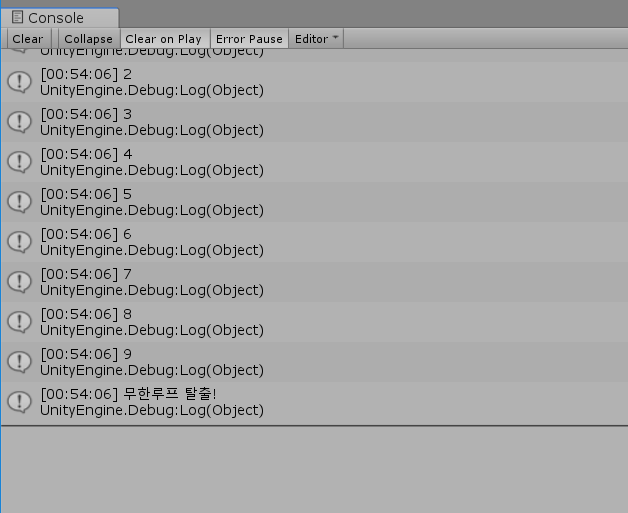 Console
Clear Collapse Clear on Play Error Pause Editor
UnityEngine.Debug:Log(Object)
[00:54:06] 2
UnityEngine.Debug:Log(Object)
[00:54:06] 3
UnityEngine.Debug:Log(Object)
[00:54:06] 4
UnityEngine.Debug:Log(Object)
[00:54:06] 5
UnityEngine.Debug:Log(Object)
[00:54:06] 6
UnityEngine.Debug:Log(Object)
[00:54:06] 7
UnityEngine.Debug:Log(Object)
[00:54:06] 8
UnityEngine.Debug:Log(Object)
[00:54:06] 9
UnityEngine.Debug:Log(Object)
[00:54:06] 무한루프 탈출!
UnityEngine.Debug:Log(Object)